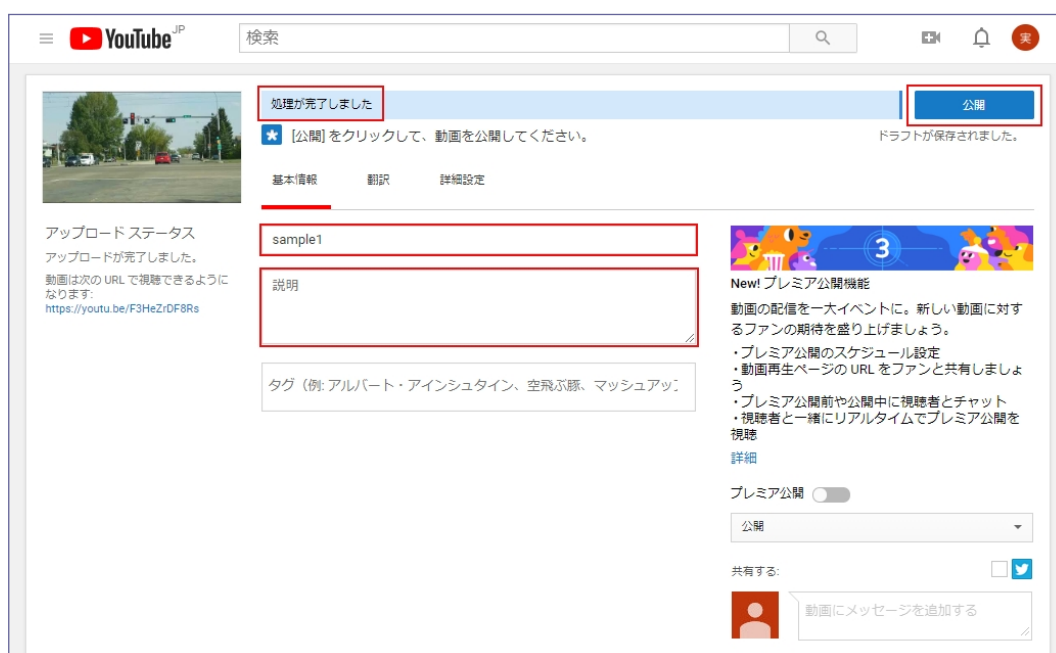 YouTube JP
検索
実
処理が完了しました
公開
[公開] をクリックして、動画を公開してください。
ドラフトが保存されました。
基本情報 翻訳 詳細設定
アップロード ステータス
アップロードが完了しました。
動画は次の URL で視聴できるように
なります:
https://youtu.be/F3HeZrDF8Rs
sample1
説明
タグ（例: アルバート・アインシュタイン、空飛ぶ豚、マッシュアッ
3
New! プレミア公開機能
動画の配信を一大イベントに。新しい動画に対す
るファンの期待を盛り上げましょう。
・プレミア公開のスケジュール設定
・動画再生ページの URL をファンと共有しましょ
う
・プレミア公開前や公開中に視聴者とチャット
・視聴者と一緒にリアルタイムでプレミア公開を
視聴
詳細
プレミア公開
公開
共有する:
動画にメッセージを追加する